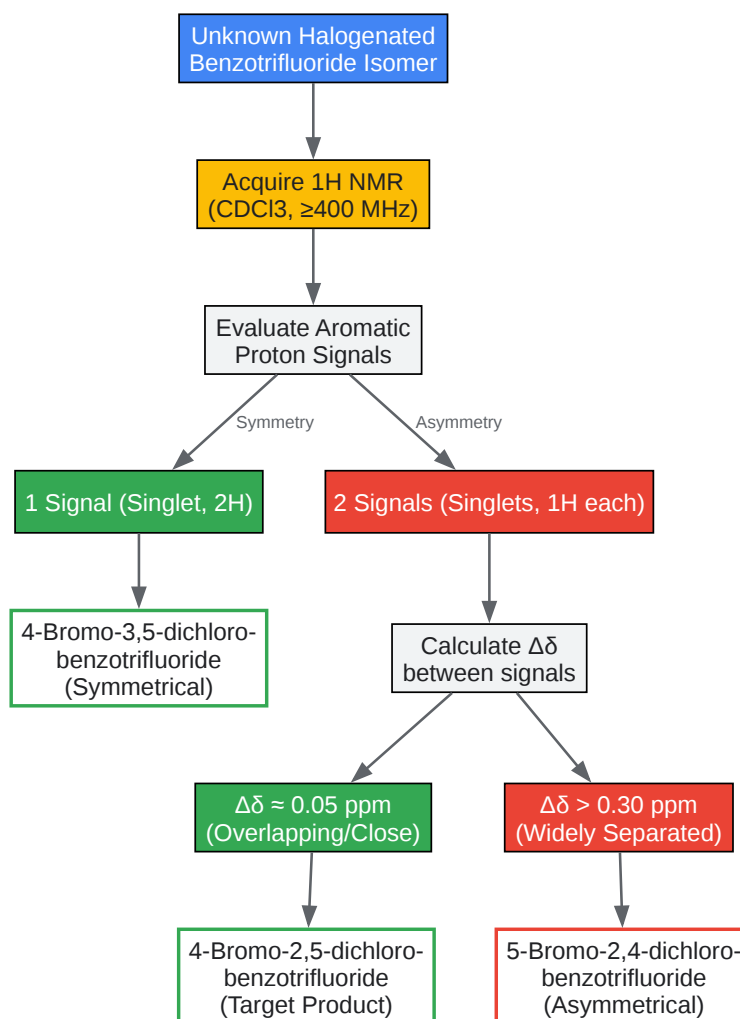 Unknown Halogenated
Benzotrifluoride Isomer
Acquire 1H NMR
(CDCl3, ≥400 MHz)
Evaluate Aromatic
Proton Signals
Symmetry
Asymmetry
1 Signal (Singlet, 2H)
2 Signals (Singlets, 1H each)
4-Bromo-3,5-dichloro-
benzotrifluoride
(Symmetrical)
Calculate Δδ
between signals
Δδ ≈ 0.05 ppm
(Overlapping/Close)
Δδ > 0.30 ppm
(Widely Separated)
4-Bromo-2,5-dichloro-
benzotrifluoride
(Target Product)
5-Bromo-2,4-dichloro-
benzotrifluoride
(Asymmetrical)